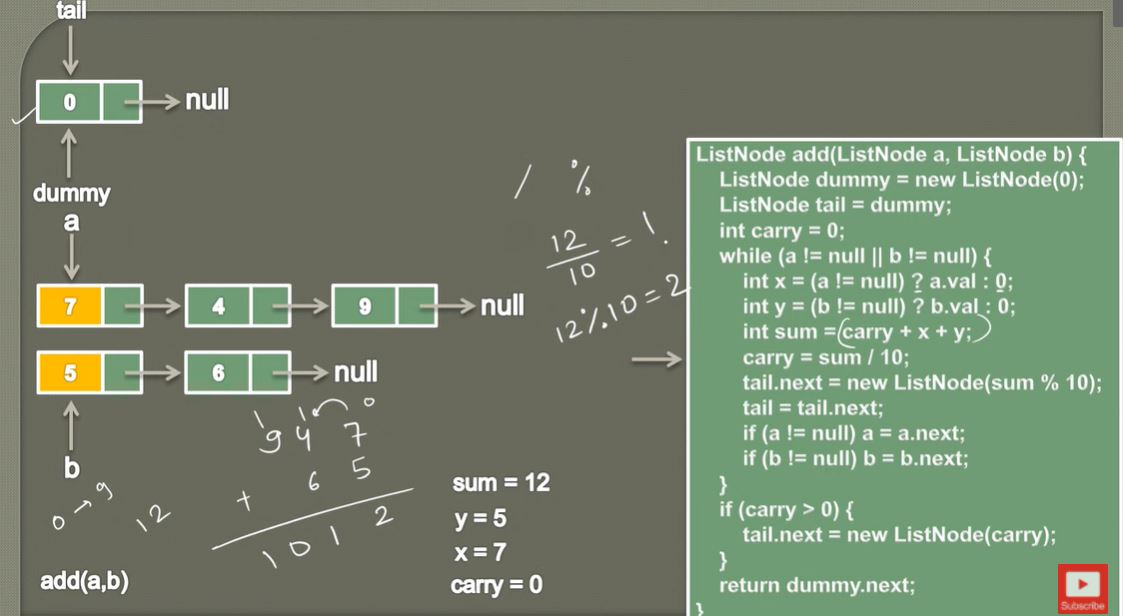 tail
0
null
dummy
a
7
4
9
null
5
6
null
b
/ %
12
10
= 1.
12%10=2
1 1 0
9 4 7
+ 6 5
1 0 1 2
0 → 9
12
sum = 12
y = 5
x = 7
carry = 0
add(a,b)
ListNode add(ListNode a, ListNode b) {
ListNode dummy = new ListNode(0);
ListNode tail = dummy;
int carry = 0;
while (a != null || b != null) {
int x = (a != null) ? a.val : 0;
int y = (b != null) ? b.val : 0;
int sum = carry + x + y;
carry = sum / 10;
tail.next = new ListNode(sum % 10);
tail = tail.next;
if (a != null) a = a.next;
if (b != null) b = b.next;
}
if (carry > 0) {
tail.next = new ListNode(carry);
}
return dummy.next;
}
Subscribe